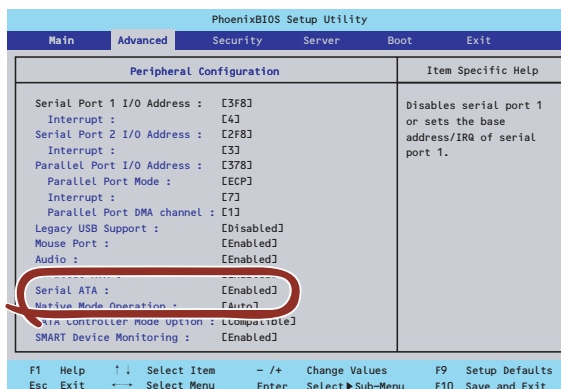 PhoenixBIOS Setup Utility
Main Advanced Security Server Boot Exit
Peripheral Configuration
Item Specific Help
Serial Port 1 I/O Address : [3F8]
Interrupt : [4]
Serial Port 2 I/O Address : [2F8]
Interrupt : [3]
Parallel Port I/O Address : [378]
Parallel Port Mode : [ECP]
Interrupt : [7]
Parallel Port DMA channel : [1]
Legacy USB Support : [Disabled]
Mouse Port : [Enabled]
Audio : [Enabled]
Serial ATA : [Enabled]
Native Mode Operation : [Auto]
Controller Mode Option : [Compatible]
SMART Device Monitoring : [Enabled]
Disables serial port 1
or sets the base
address/IRQ of serial
port 1.
F1 Help ↑↓ Select Item - /+ Change Values F9 Setup Defaults
Esc Exit ←→ Select Menu Enter Select▶Sub-Menu F10 Save and Exit